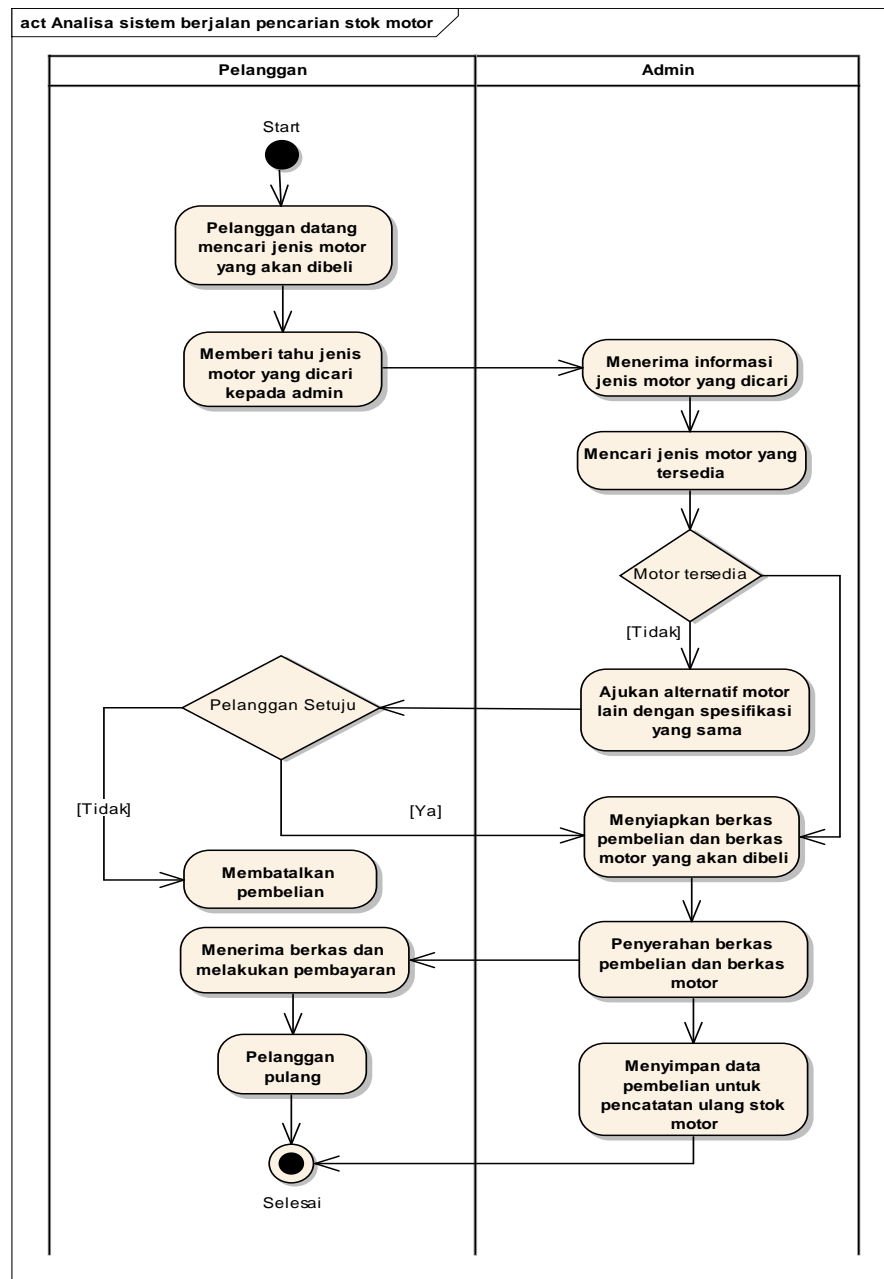 act Analisa sistem berjalan pencarian stok motor
Pelanggan
Admin
Start
Pelanggan datang
mencari jenis motor
yang akan dibeli
Memberi tahu jenis
motor yang dicari
kepada admin
Menerima informasi
jenis motor yang dicari
Mencari jenis motor yang
tersedia
Motor tersedia
[Tidak]
Ajukan alternatif motor
lain dengan spesifikasi
yang sama
Pelanggan Setuju
[Tidak]
[Ya]
Menyiapkan berkas
pembelian dan berkas
motor yang akan dibeli
Membatalkan
pembelian
Penyerahan berkas
pembelian dan berkas
motor
Menerima berkas dan
melakukan pembayaran
Pelanggan
pulang
Menyimpan data
pembelian untuk
pencatatan ulang stok
motor
Selesai